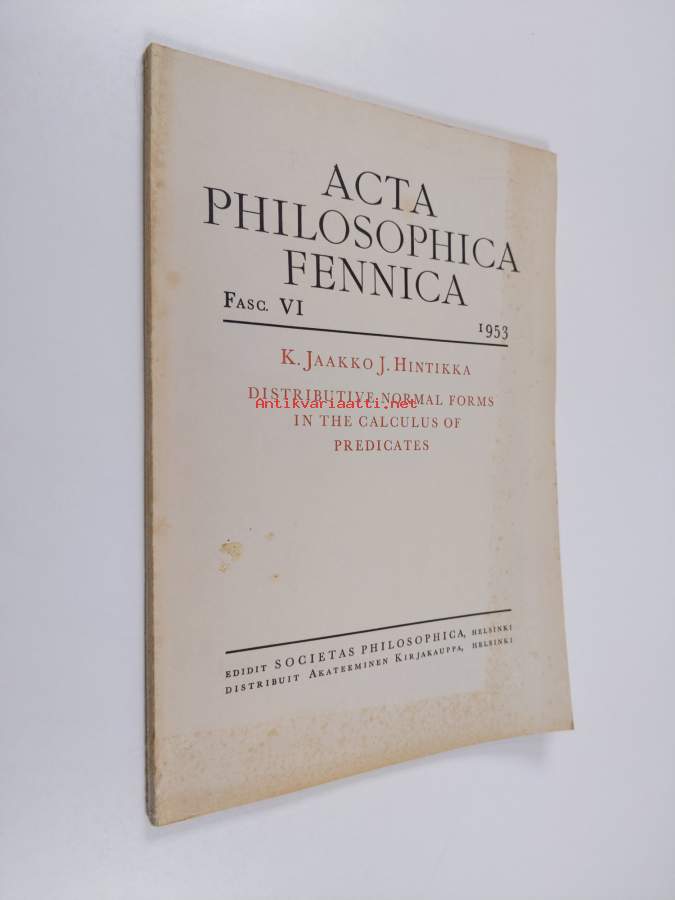 ACTA
PHILOSOPHICA
FENNICA
FASC. VI
1953
K. JAAKKO J. HINTIKKA
DISTRIBUTIVE NORMAL FORMS
Antikvariaatti.net
IN THE CALCULUS OF
PREDICATES
EDIDIT SOCIETAS PHILOSOPHICA, HELSINKI
DISTRIBUIT AKATEEMINEN KIRJAKAUPPA, HELSINKI